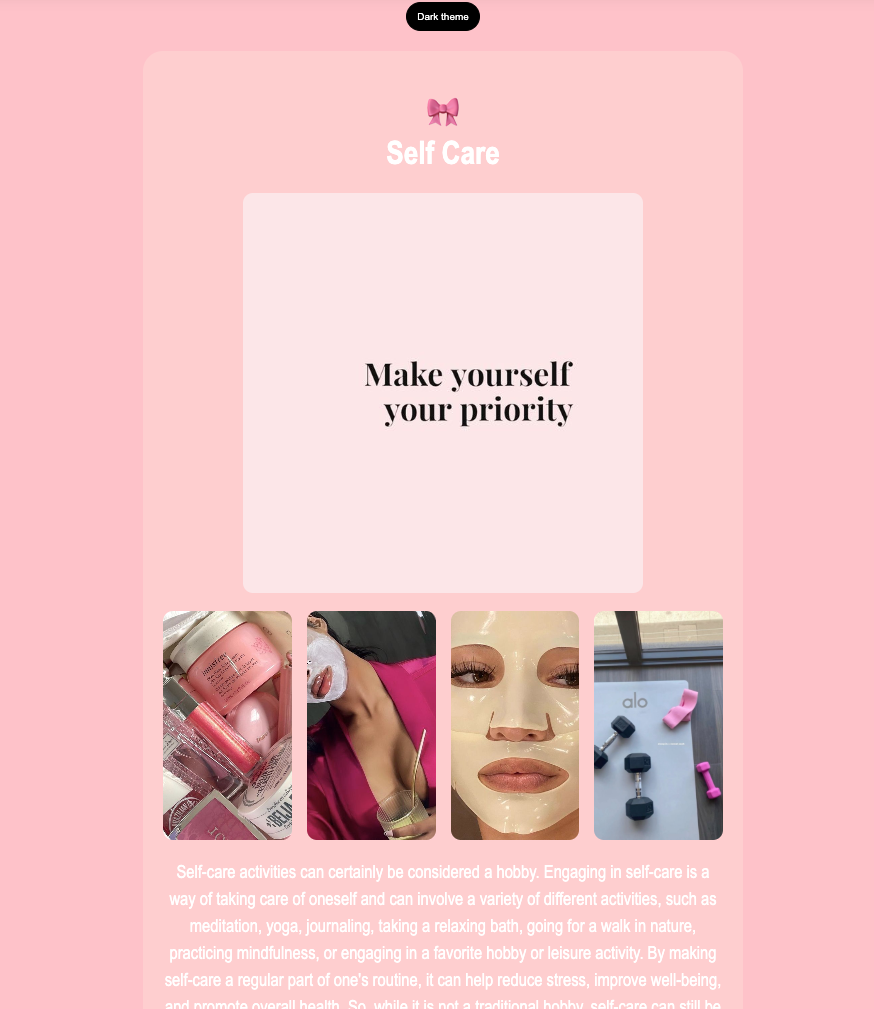 Dark theme
Self Care
Make yourself
your priority
alo
Self-care activities can certainly be considered a hobby. Engaging in self-care is a
way of taking care of oneself and can involve a variety of different activities, such as
meditation, yoga, journaling, taking a relaxing bath, going for a walk in nature,
practicing mindfulness, or engaging in a favorite hobby or leisure activity. By making
self-care a regular part of one's routine, it can help reduce stress, improve well-being,
and promote overall health. So, while it is not a traditional hobby, self-care can still be